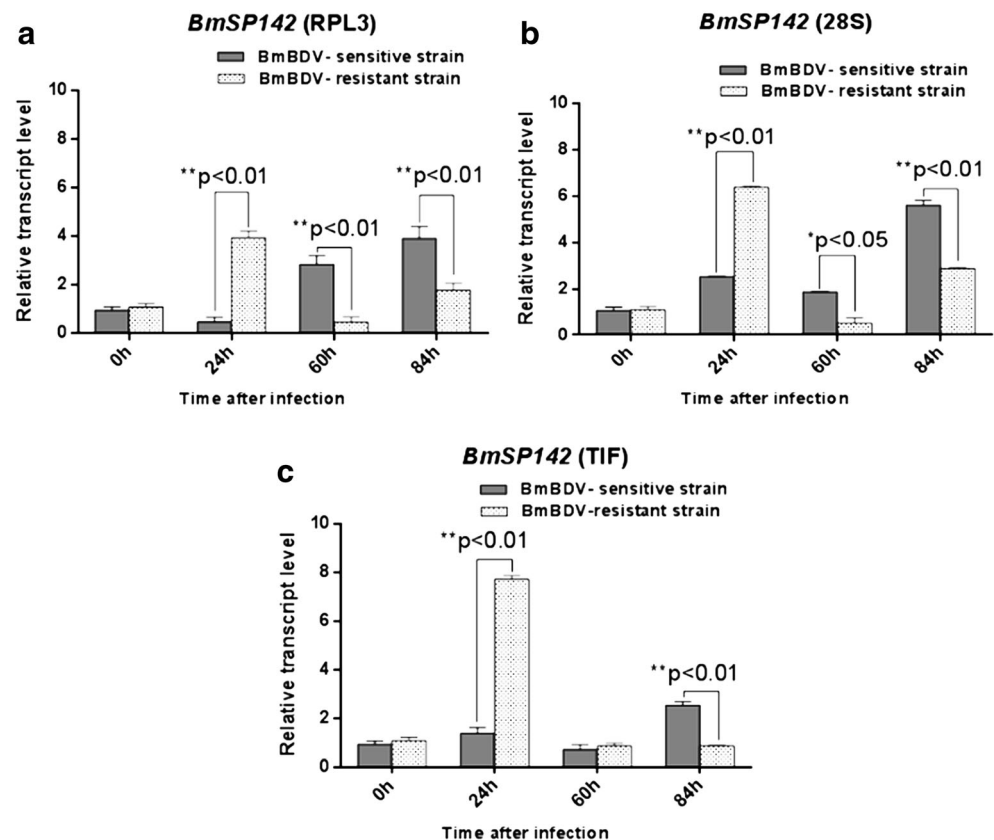 a
BmSP142 (RPL3)
BmBDV- sensitive strain
BmBDV- resistant strain
Relative transcript level
10
8
6
4
2
0
**p<0.01
**p<0.01
**p<0.01
0h
24h
60h
84h
Time after infection
b
BmSP142 (28S)
BmBDV- sensitive strain
BmBDV- resistant strain
Relative transcript level
10
8
6
4
2
0
**p<0.01
*p<0.05
**p<0.01
0h
24h
60h
84h
Time after infection
c
BmSP142 (TIF)
BmBDV- sensitive strain
BmBDV-resistant strain
Relative transcript level
10
8
6
4
2
0
**p<0.01
**p<0.01
0h
24h
60h
84h
Time after infection